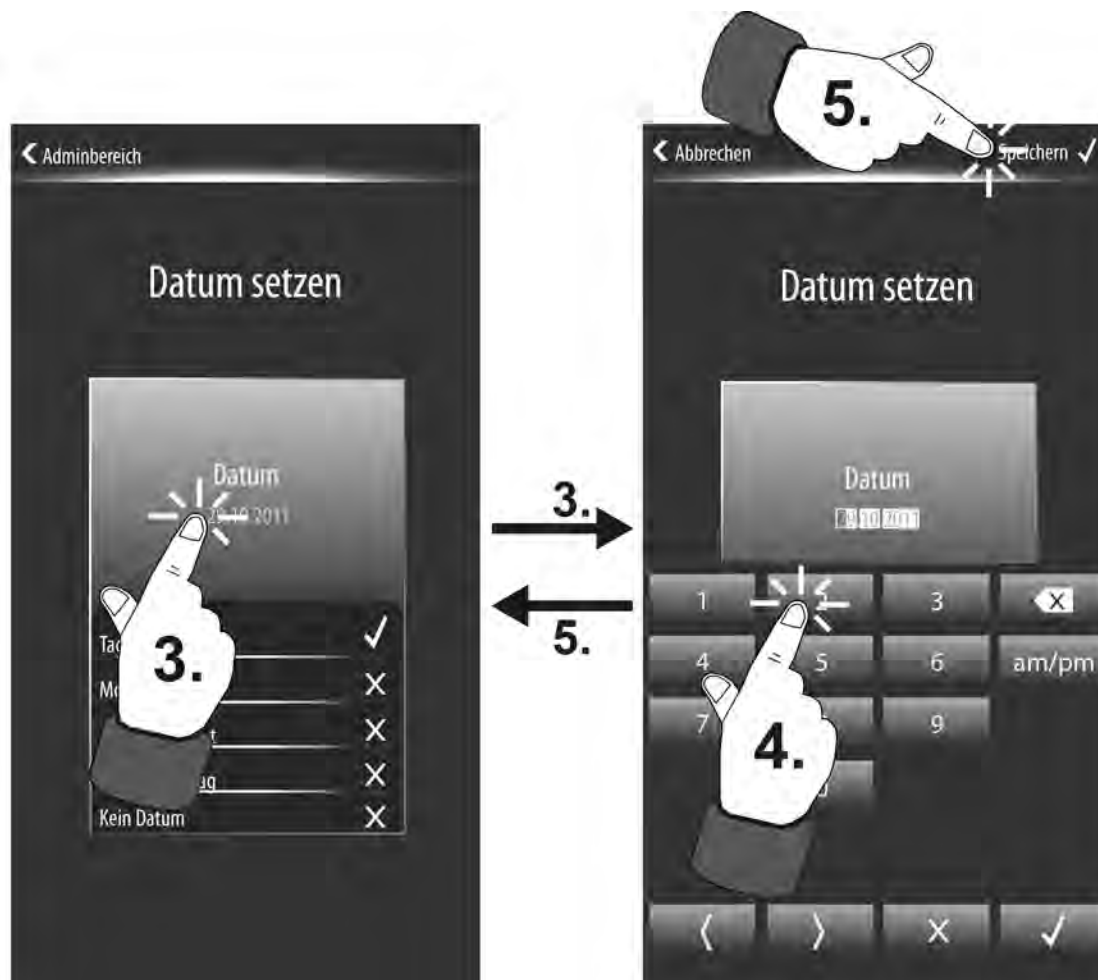 Adminbereich
Datum setzen
Datum
2011
3.
Kein Datum
3.
5.
5.
Abbrechen
Speichern
Datum setzen
Datum
10 2011
1
3
4
5
6
am/pm
7
9
4.